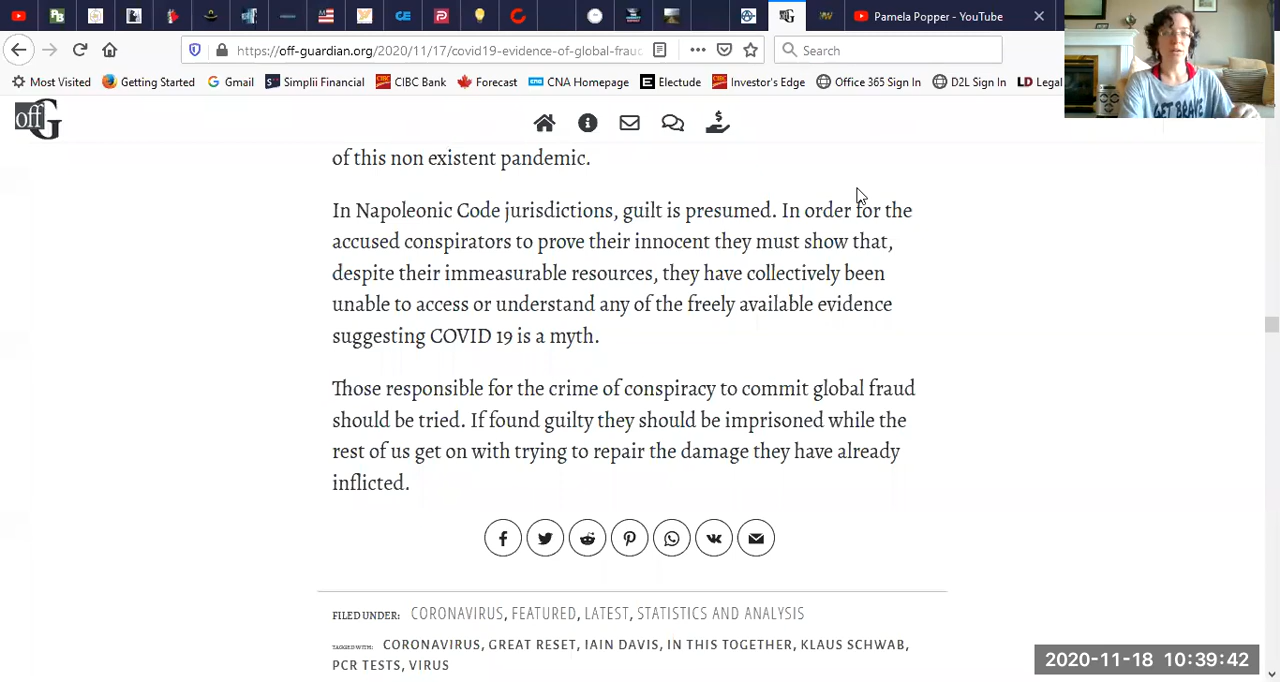 Pamela Popper - YouTube
https://off-guardian.org/2020/11/17/covid19-evidence-of-global-frauc
Search
Most Visited Getting Started Gmail Simplii Financial CIBC Bank Forecast CNA Homepage Electude Investor's Edge Office 365 Sign In D2L Sign In LD Legal
offG
GET BRAVE
of this non existent pandemic.
In Napoleonic Code jurisdictions, guilt is presumed. In order for the
accused conspirators to prove their innocent they must show that,
despite their immeasurable resources, they have collectively been
unable to access or understand any of the freely available evidence
suggesting COVID 19 is a myth.
Those responsible for the crime of conspiracy to commit global fraud
should be tried. If found guilty they should be imprisoned while the
rest of us get on with trying to repair the damage they have already
inflicted.
FILED UNDER: CORONAVIRUS, FEATURED, LATEST, STATISTICS AND ANALYSIS
TAGGED WITH: CORONAVIRUS, GREAT RESET, IAIN DAVIS, IN THIS TOGETHER, KLAUS SCHWAB,
PCR TESTS, VIRUS
2020-11-18 10:39:42